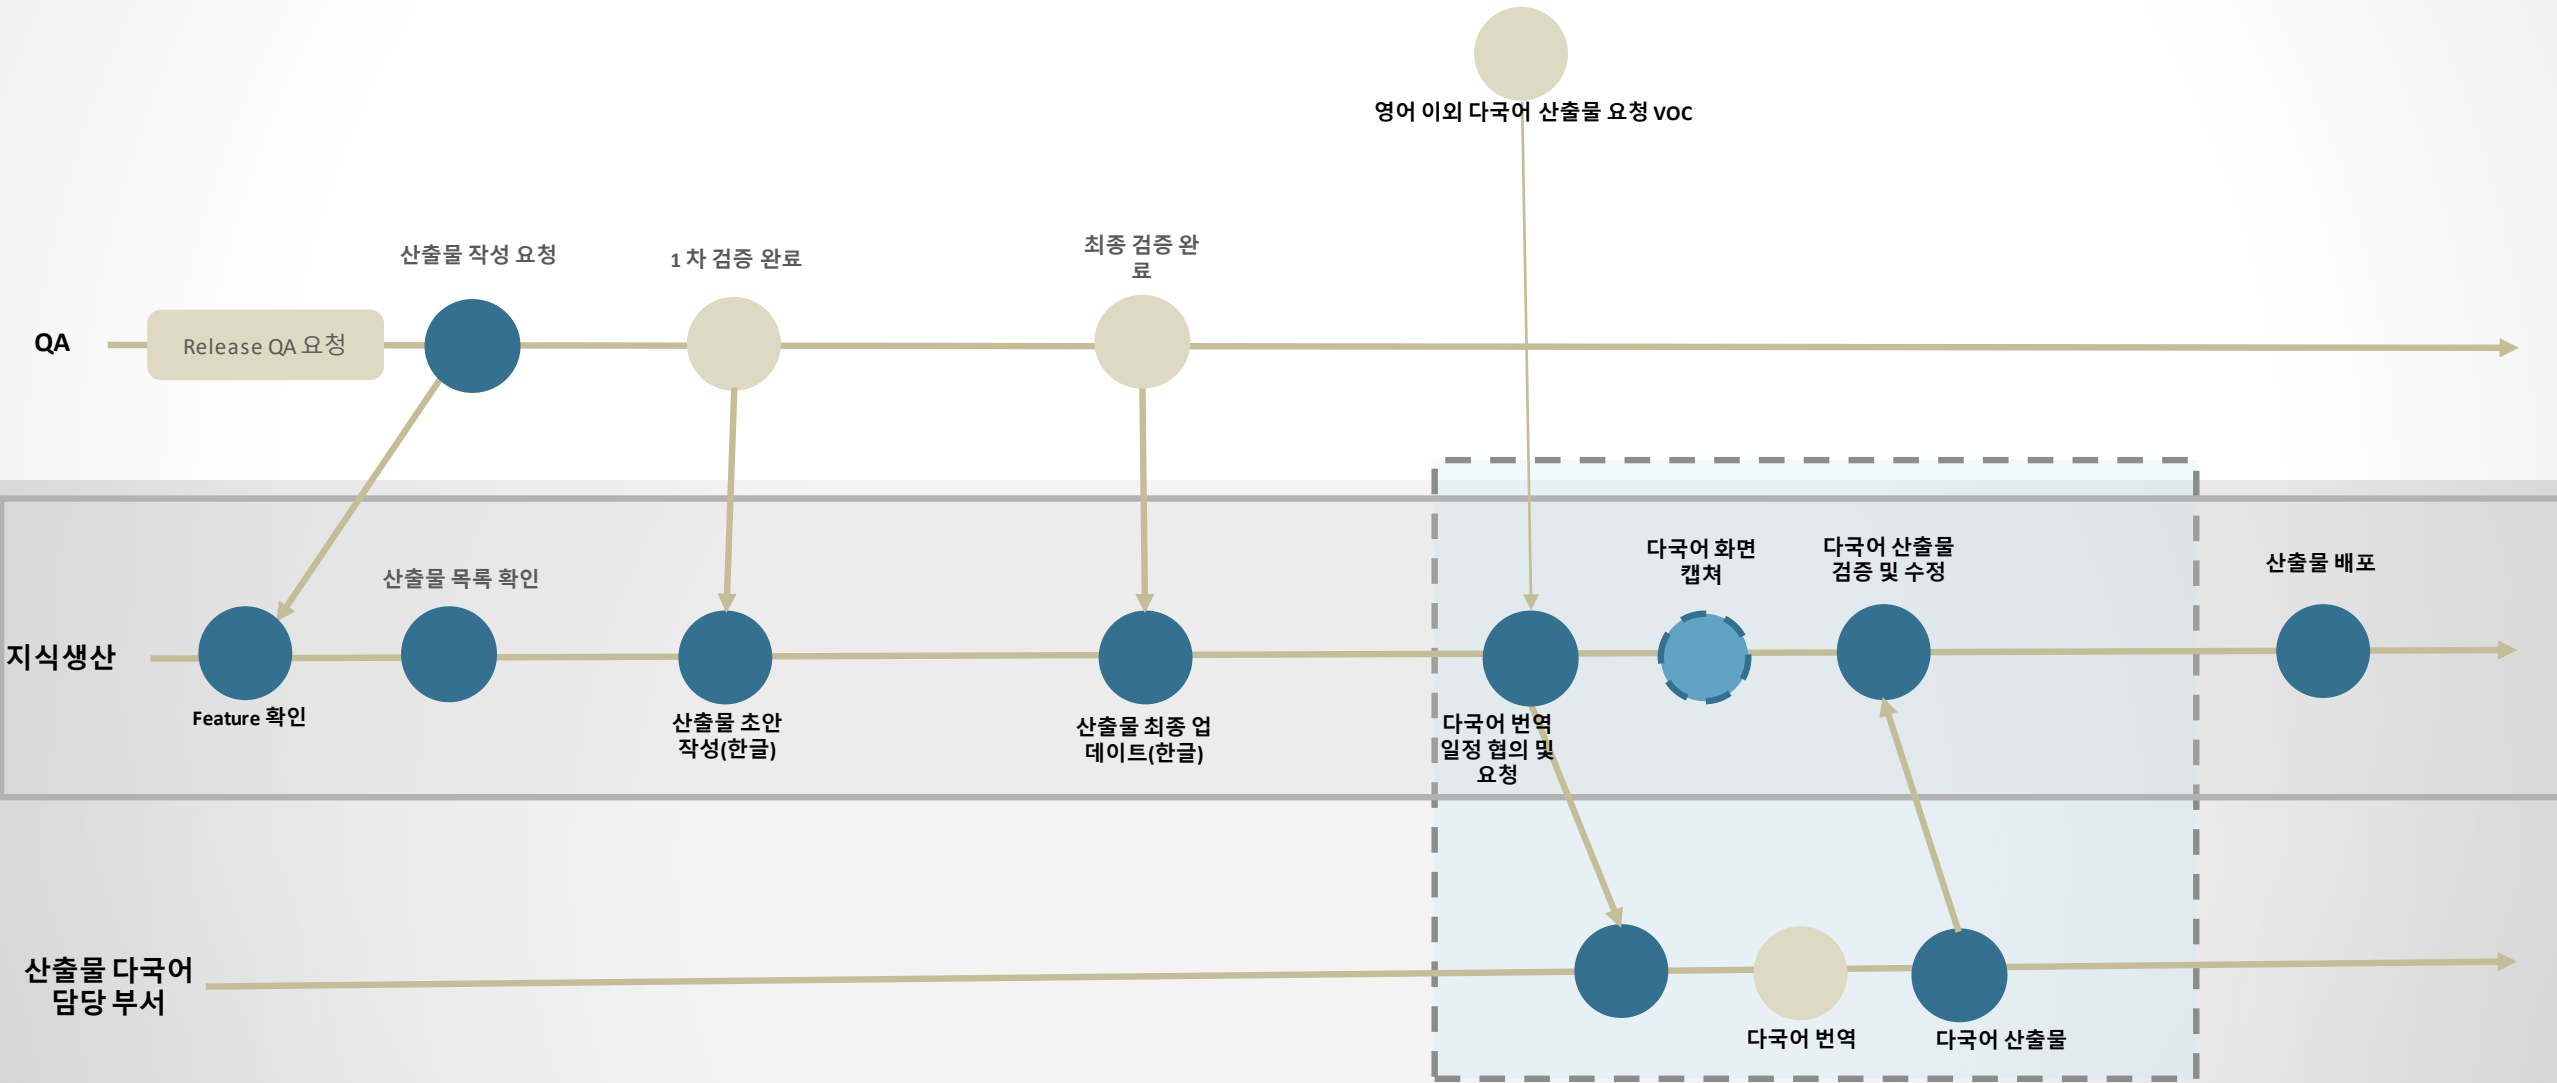 영어 이외 다국어 산출물 요청 VOC
산출물 작성 요청
1 차 검증 완료
최종 검증 완
료
QA
Release QA 요청
다국어 화면
캡쳐
다국어 산출물
검증 및 수정
산출물 배포
산출물 목록 확인
지식생산
Feature 확인
산출물 초안
작성(한글)
산출물 최종 업
데이트(한글)
다국어 번역
일정 협의 및
요청
산출물 다국어
담당 부서
다국어 번역
다국어 산출물